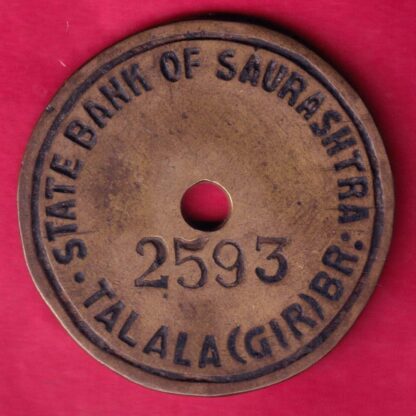 STATE BANK OF SAURASHTRA
2593
TALALA (GIR) BR.